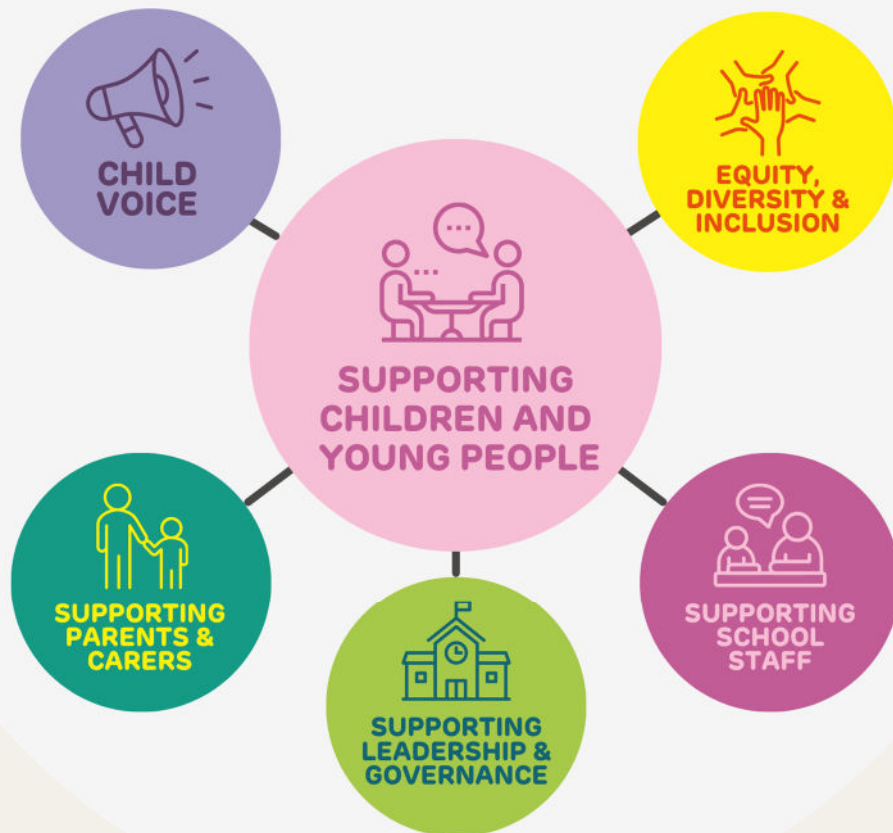 CHILD
VOICE
EQUITY,
DIVERSITY &
INCLUSION
SUPPORTING
CHILDREN AND
YOUNG PEOPLE
SUPPORTING
PARENTS &
CARERS
SUPPORTING
LEADERSHIP &
GOVERNANCE
SUPPORTING
SCHOOL
STAFF